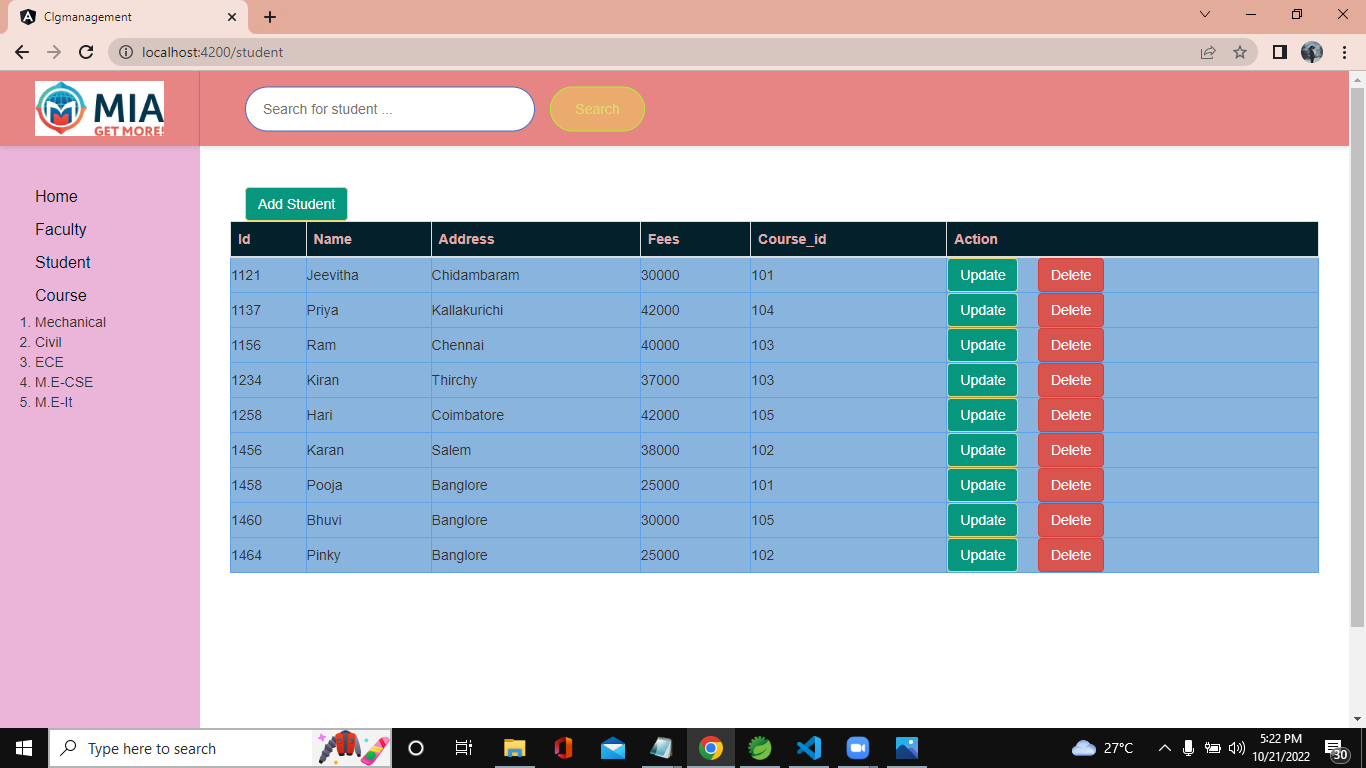 Clgmanagement
localhost:4200/student
MIA
GET MORE!
Search for student ...
Search
Home
Faculty
Student
Course
1. Mechanical
2. Civil
3. ECE
4. M.E-CSE
5. M.E-It
Add Student
Id Name Address Fees Course_id Action
1121 Jeevitha Chidambaram 30000 101 Update Delete
1137 Priya Kallakurichi 42000 104 Update Delete
1156 Ram Chennai 40000 103 Update Delete
1234 Kiran Thirchy 37000 103 Update Delete
1258 Hari Coimbatore 42000 105 Update Delete
1456 Karan Salem 38000 102 Update Delete
1458 Pooja Banglore 25000 101 Update Delete
1460 Bhuvi Banglore 30000 105 Update Delete
1464 Pinky Banglore 25000 102 Update Delete
Type here to search
27°C
5:22 PM
10/21/2022
30